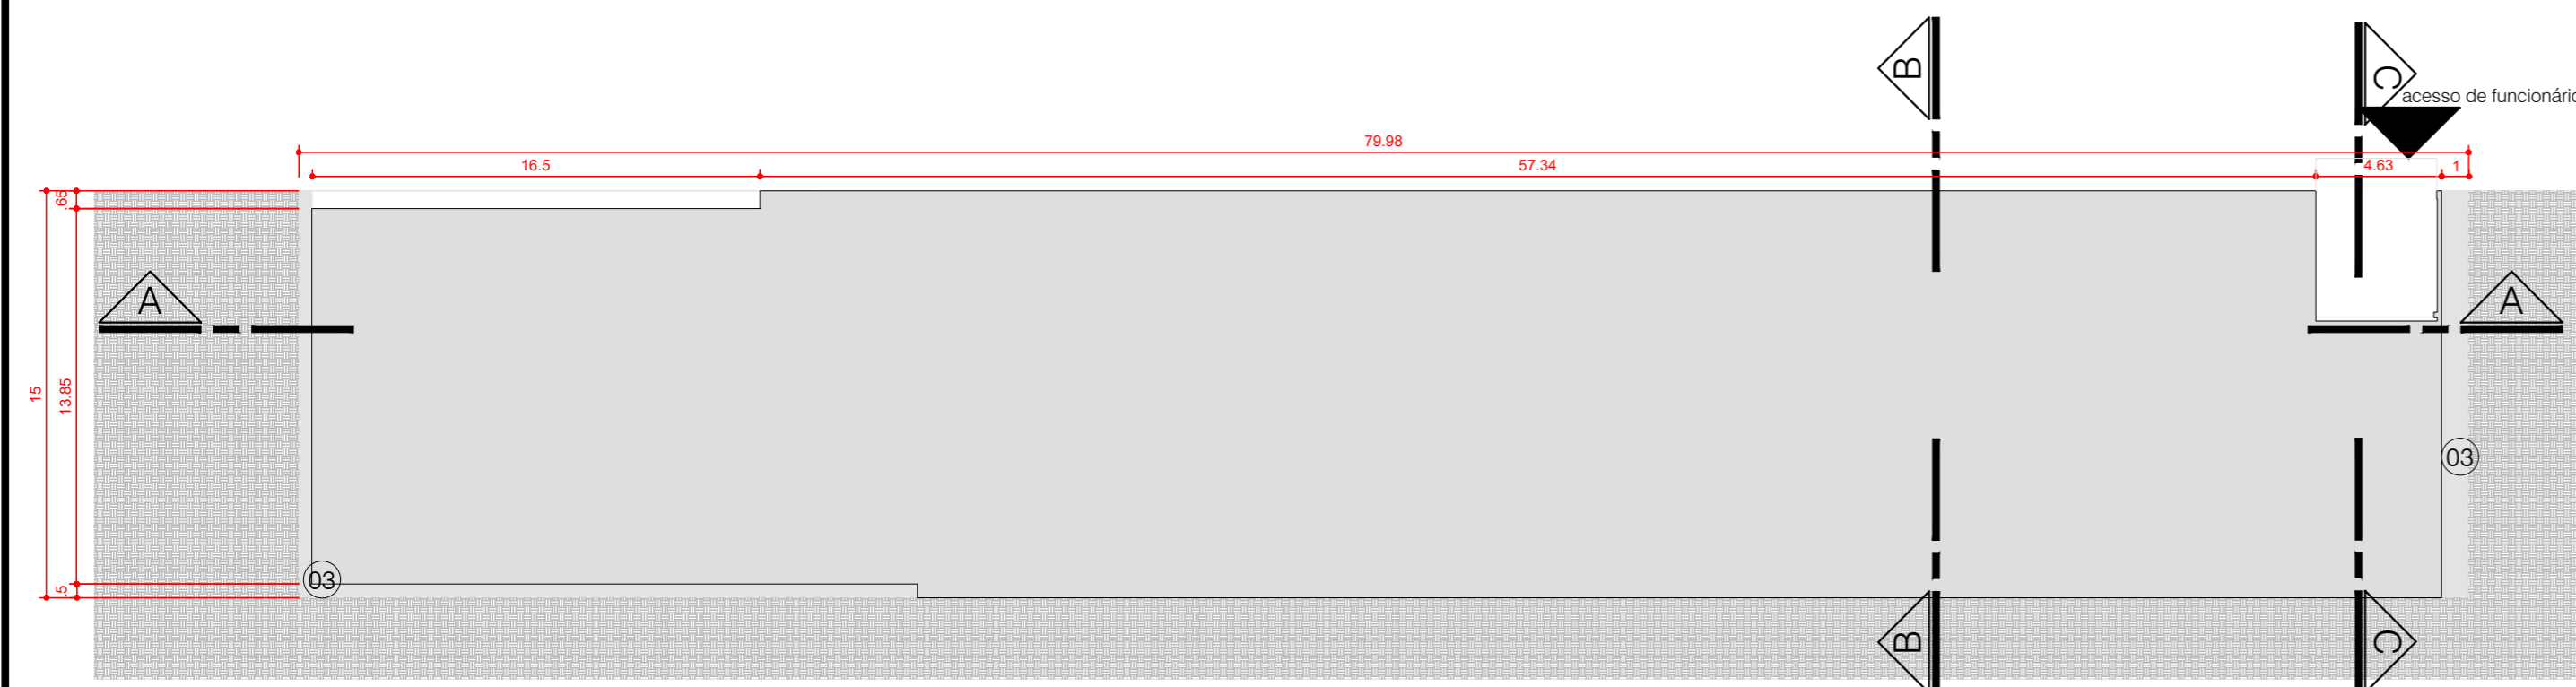 B
C
acesso de funcionário
79.98
16.5
57.34
4.63
1
.65
A
A
15
13.85
03
03
.5
B
C